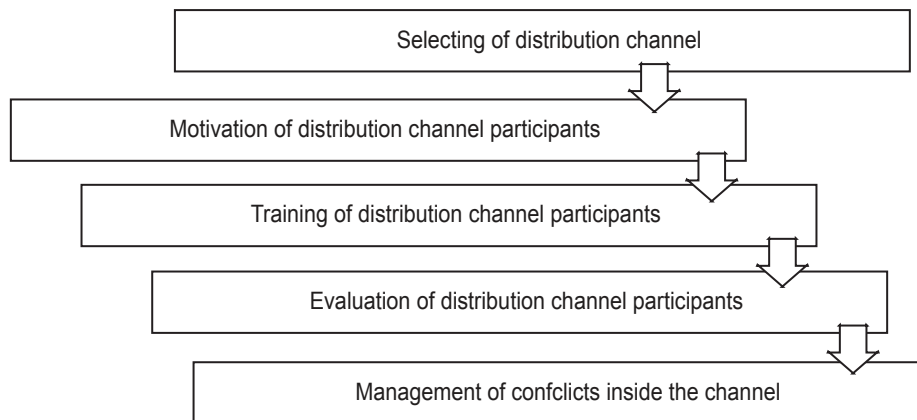 Selecting of distribution channel
Motivation of distribution channel participants
Training of distribution channel participants
Evaluation of distribution channel participants
Management of confclicts inside the channel